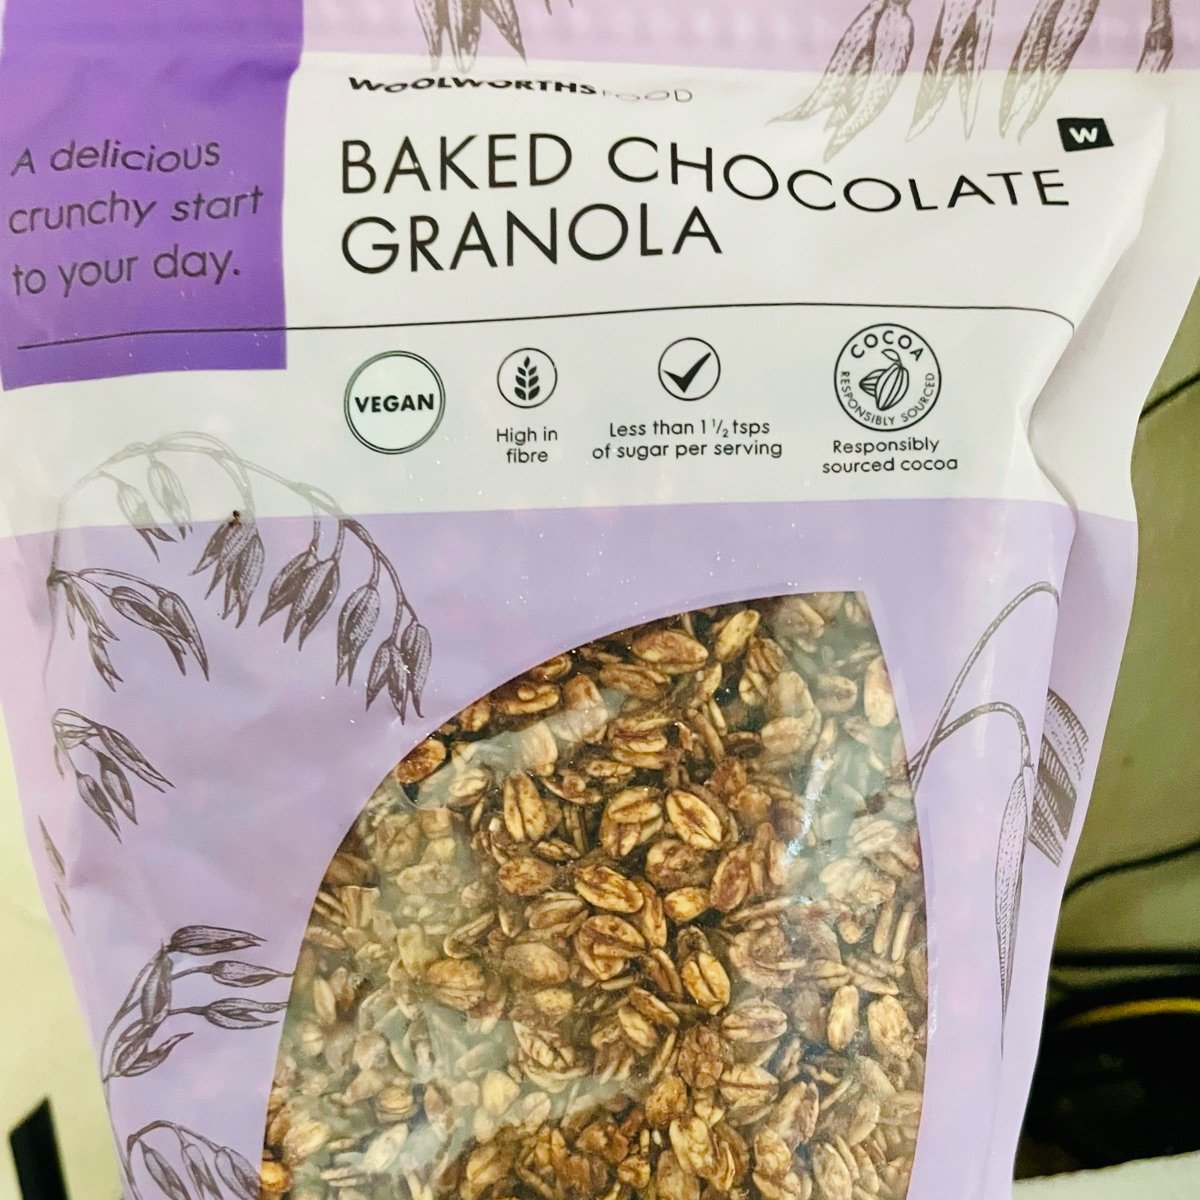 A delicious
crunchy start
to your day.
WOOLWORTHS FOOD
W
BAKED CHOCOLATE
GRANOLA
VEGAN
High in
fibre
Less than 1 1/2 tsps
of sugar per serving
COCOA
RESPONSIBLY SOURCED
Responsibly
sourced cocoa